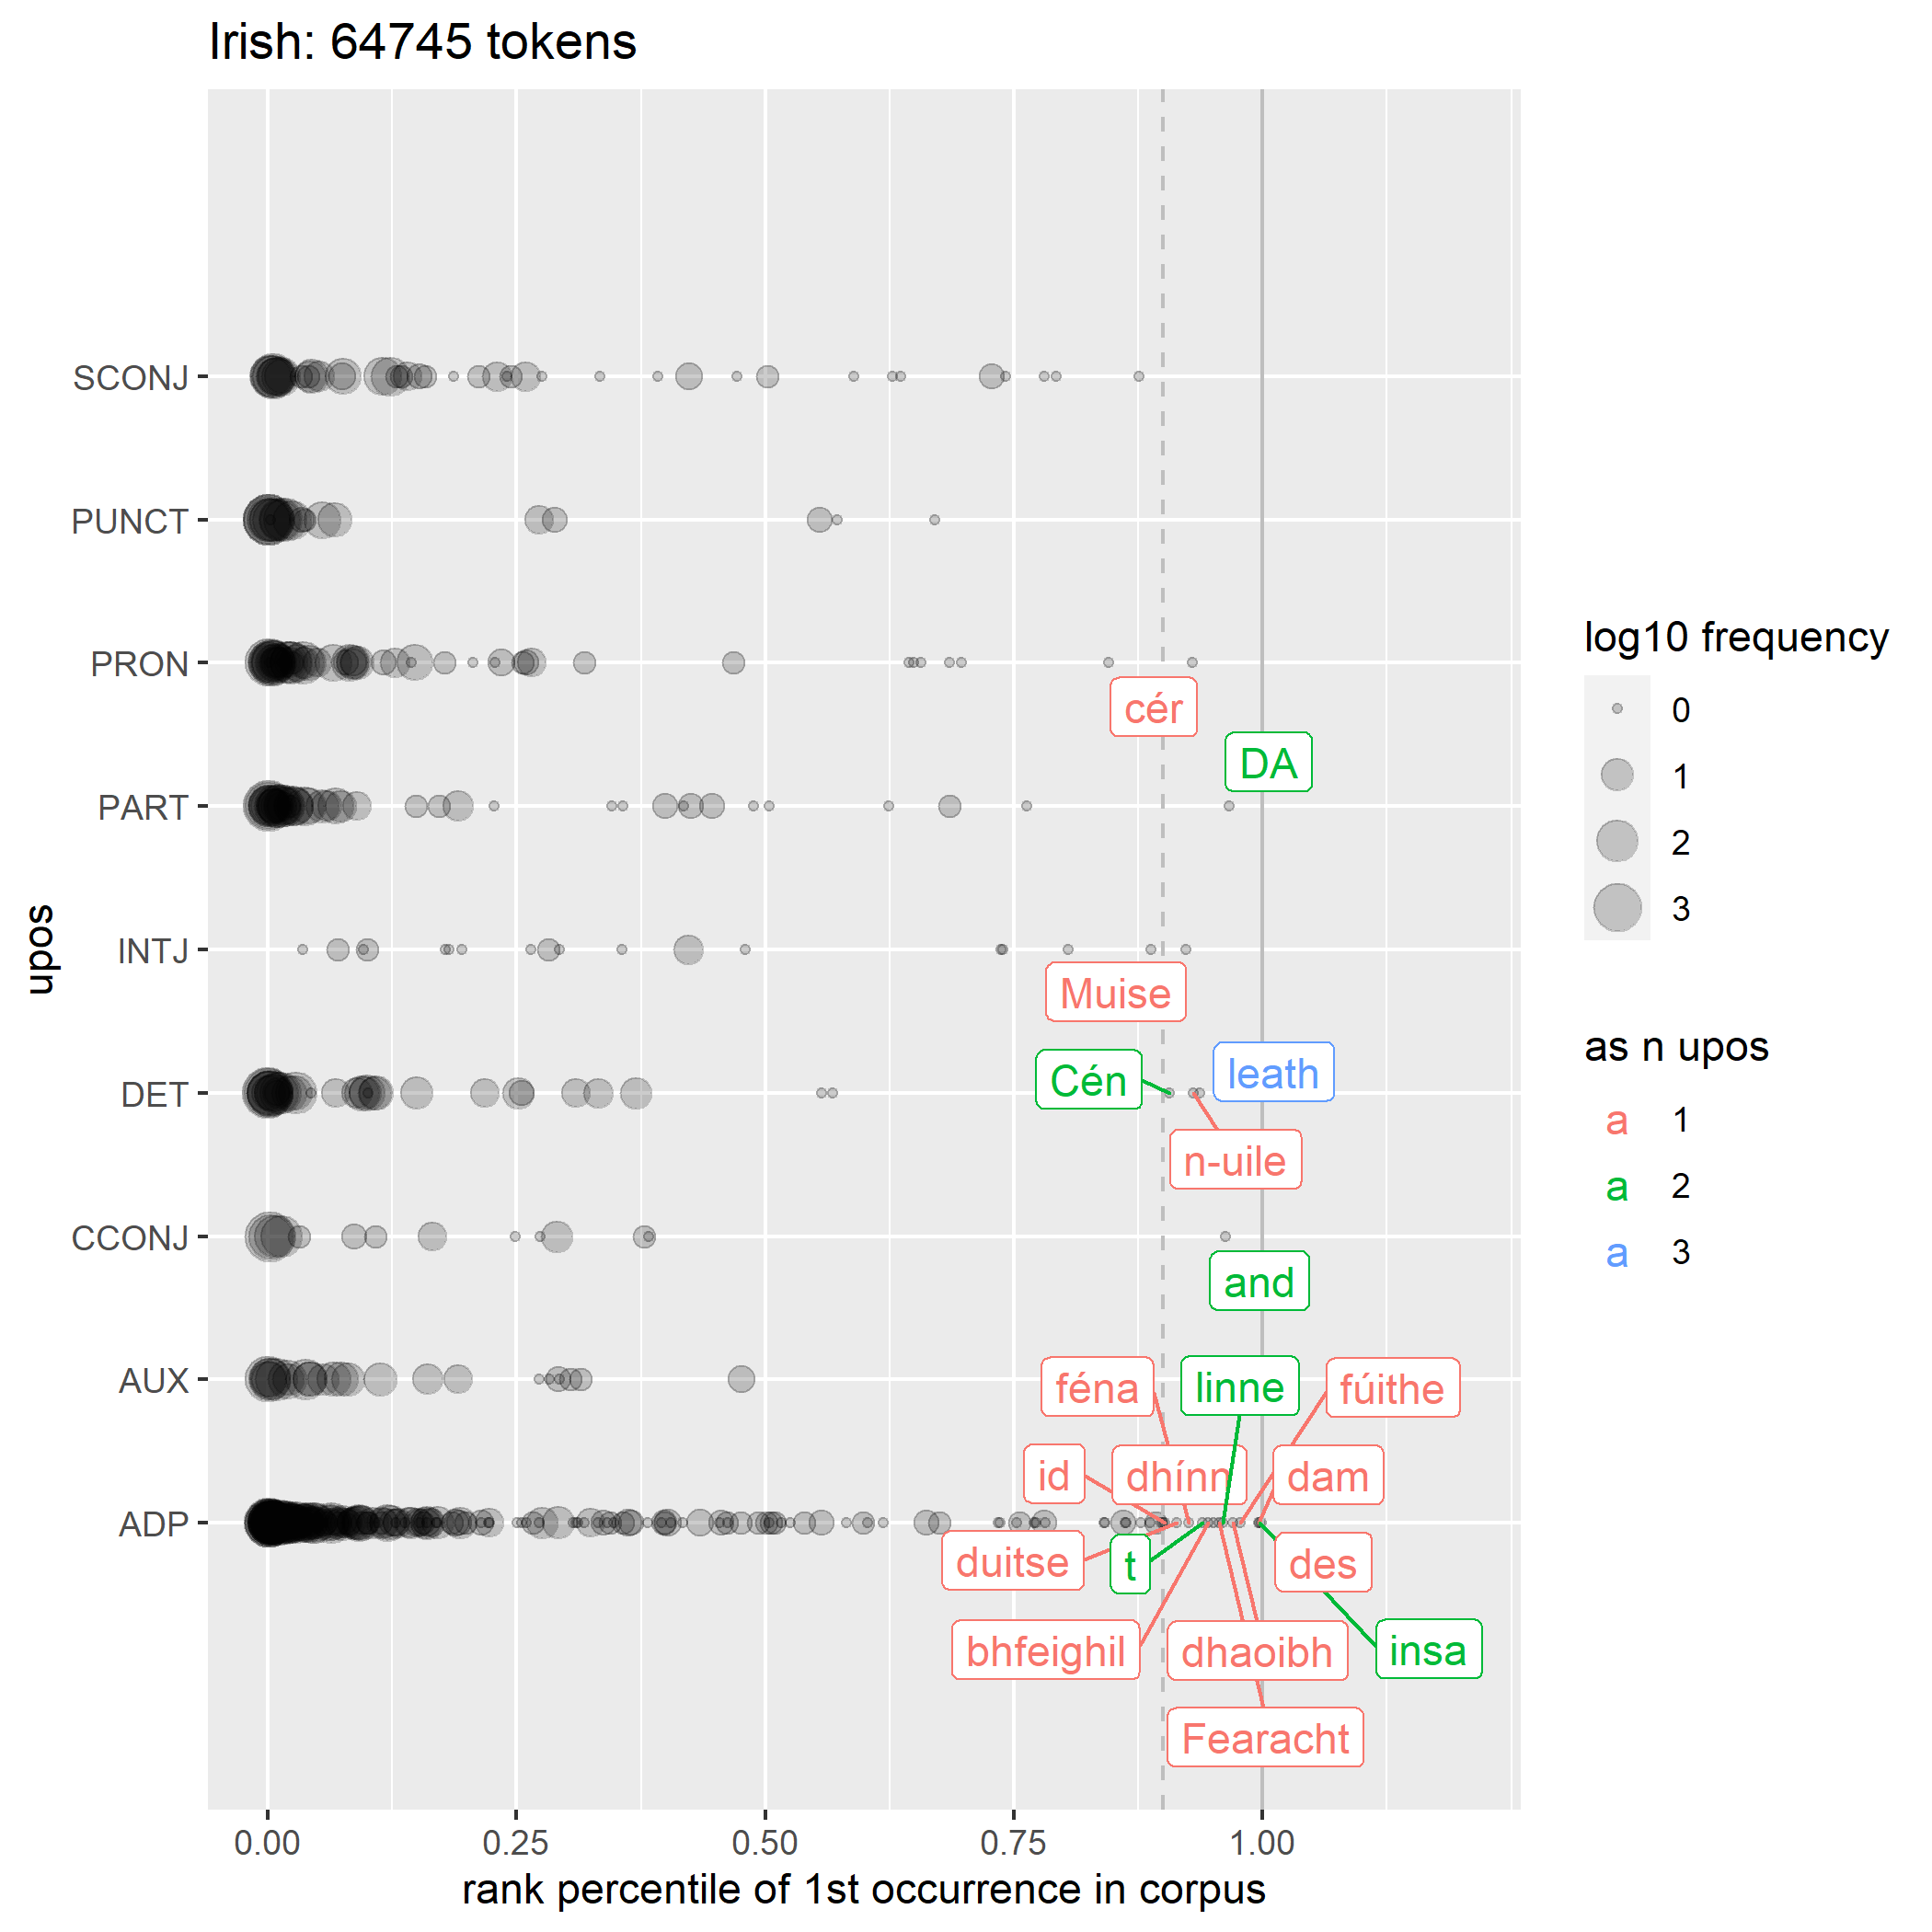 Irish: 64745 tokens
upos
SCONJ
PUNCT
PRON
cér
DA
PART
INTJ
Muise
Cén
leath
DET
n-uile
CCONJ
and
AUX
féna
linne
fúithe
id
dhínn
dam
ADP
duitse
t
des
bhfeighil
dhaoibh
insa
Fearacht
0.00 0.25 0.50 0.75 1.00
rank percentile of 1st occurrence in corpus
log10 frequency
0
1
2
3
as n upos
a 1
a 2
a 3